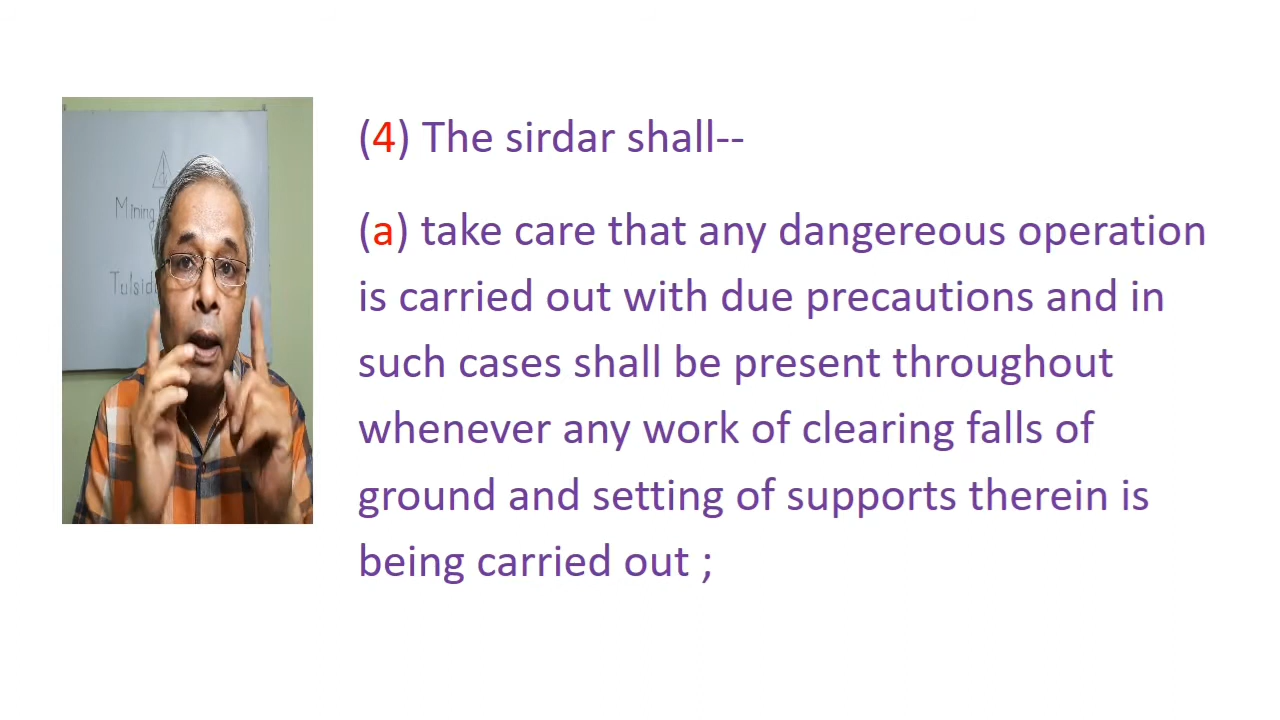 Mining
Tulsid
(4) The sirdar shall--
(a) take care that any dangereous operation
is carried out with due precautions and in
such cases shall be present throughout
whenever any work of clearing falls of
ground and setting of supports therein is
being carried out ;